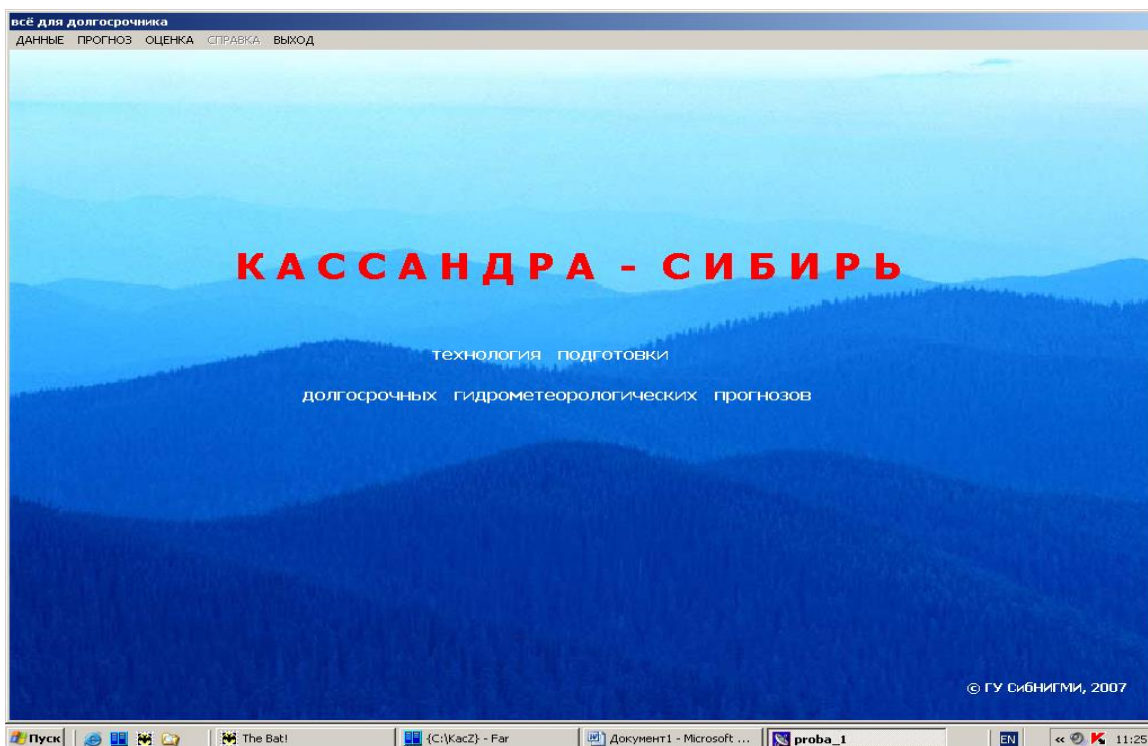 всё для долгосрочника
ДАННЫЕ ПРОГНОЗ ОЦЕНКА СПРАВКА ВЫХОД
КАССАНДРА - СИБИРЬ
технология подготовки
долгосрочных гидрометеорологических прогнозов
© ГУ СибНИГМИ, 2007
Пуск The Bat! {C:\KacZ} - Far Документ1 - Microsoft ... proba_1 EN « 11:25